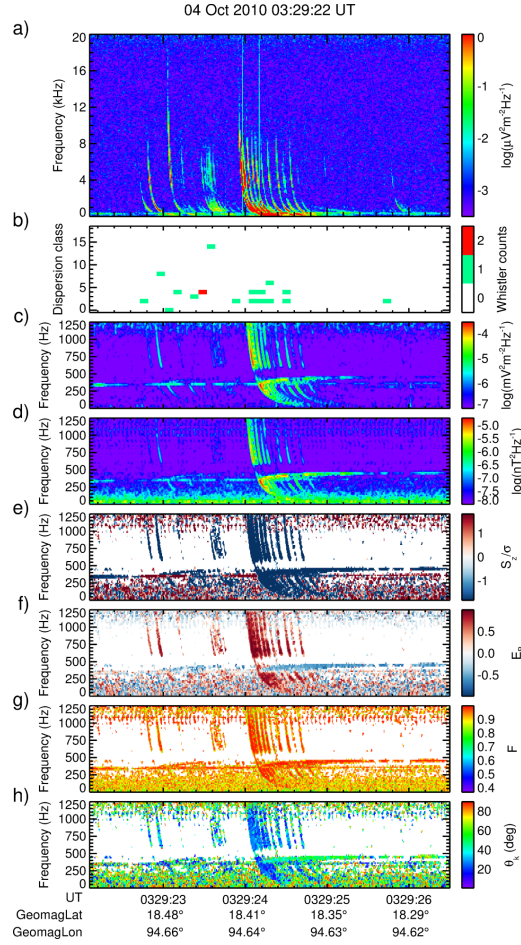 04 Oct 2010 03:29:22 UT
a)
20
16
12
8
4
0
Frequency (kHz)
0
-1
-2
-3
log(μV²m⁻²Hz⁻¹)
b)
15
10
5
0
Dispersion class
2
1
0
Whistler counts
c)
1250
1000
750
500
250
0
Frequency (Hz)
-4
-5
-6
-7
log(mV²m⁻²Hz⁻¹)
d)
1250
1000
750
500
250
0
Frequency (Hz)
-5.0
-5.5
-6.0
-6.5
-7.0
-7.5
-8.0
log(nT²Hz⁻¹)
e)
1250
1000
750
500
250
0
Frequency (Hz)
1
0
-1
S_z/σ
f)
1250
1000
750
500
250
0
Frequency (Hz)
0.5
0.0
-0.5
g)
1250
1000
750
500
250
0
Frequency (Hz)
0.9
0.8
0.7
0.6
0.5
0.4
F
h)
1250
1000
750
500
250
0
Frequency (Hz)
80
60
40
20
θ_k (deg)
UT 0329:23 0329:24 0329:25 0329:26
GeomagLat 18.48° 18.41° 18.35° 18.29°
GeomagLon 94.66° 94.64° 94.63° 94.62°